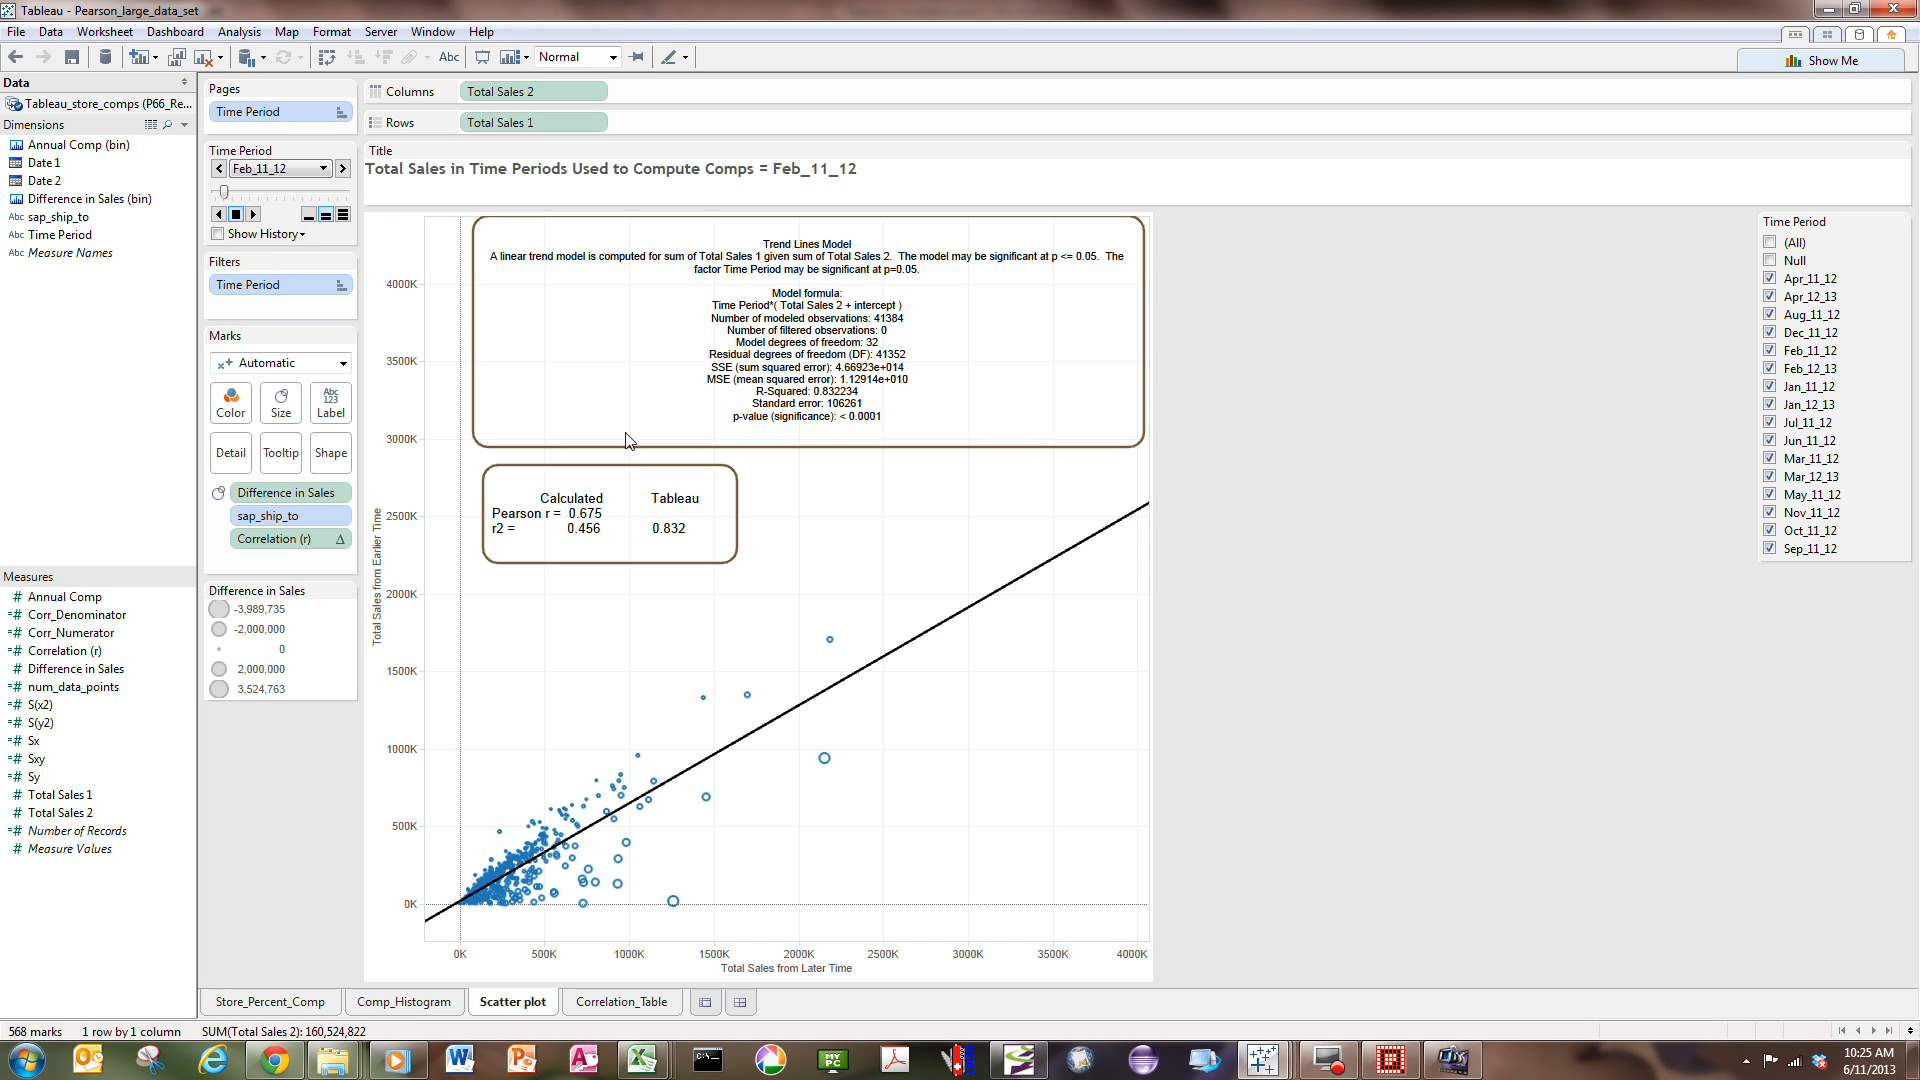 Tableau - Pearson_large_data_set
File Data Worksheet Dashboard Analysis Map Format Server Window Help
Abc Normal
Show Me
Data
Tableau_store_comps (P66_Re...
Dimensions
Annual Comp (bin)
Date 1
Date 2
Difference in Sales (bin)
Abc sap_ship_to
Abc Time Period
Abc Measure Names
Measures
# Annual Comp
=# Corr_Denominator
=# Corr_Numerator
=# Correlation (r)
# Difference in Sales
=# num_data_points
=# S(x2)
=# S(y2)
=# Sx
=# Sxy
=# Sy
# Total Sales 1
# Total Sales 2
=# Number of Records
# Measure Values
Pages
Time Period
Time Period
Feb_11_12
Show History
Filters
Time Period
Marks
Automatic
Color Size Abc 123 Label
Detail Tooltip Shape
Difference in Sales
sap_ship_to
Correlation (r) Δ
Difference in Sales
-3,989,735
-2,000,000
0
2,000,000
3,524,763
Columns Total Sales 2
Rows Total Sales 1
Title
Total Sales in Time Periods Used to Compute Comps = Feb_11_12
Trend Lines Model
A linear trend model is computed for sum of Total Sales 1 given sum of Total Sales 2. The model may be significant at p <= 0.05. The
factor Time Period may be significant at p=0.05.
Model formula:
Time Period*( Total Sales 2 + intercept )
Number of modeled observations: 41384
Number of filtered observations: 0
Model degrees of freedom: 32
Residual degrees of freedom (DF): 41352
SSE (sum squared error): 4.66923e+014
MSE (mean squared error): 1.12914e+010
R-Squared: 0.832234
Standard error: 106261
p-value (significance): < 0.0001
Calculated Tableau
Pearson r = 0.675
r2 = 0.456 0.832
Total Sales from Earlier Time
4000K
3500K
3000K
2500K
2000K
1500K
1000K
500K
0K
0K 500K 1000K 1500K 2000K 2500K 3000K 3500K 4000K
Total Sales from Later Time
Time Period
(All)
Null
Apr_11_12
Apr_12_13
Aug_11_12
Dec_11_12
Feb_11_12
Feb_12_13
Jan_11_12
Jan_12_13
Jul_11_12
Jun_11_12
Mar_11_12
Mar_12_13
May_11_12
Nov_11_12
Oct_11_12
Sep_11_12
Store_Percent_Comp Comp_Histogram Scatter plot Correlation_Table
568 marks 1 row by 1 column SUM(Total Sales 2): 160,524,822
MY PC
10:25 AM
6/11/2013